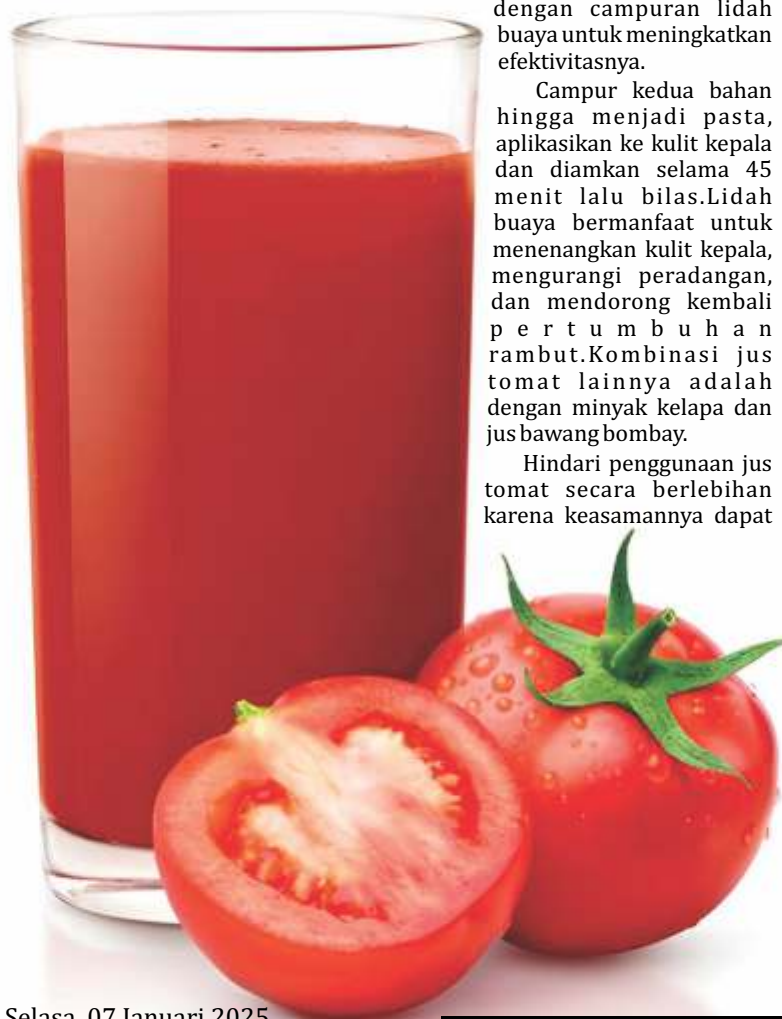 dengan campuran lidah
buaya untuk meningkatkan
efektivitasnya.
Campur kedua bahan
hingga menjadi pasta,
aplikasikan ke kulit kepala
dan diamkan selama 45
menit lalu bilas.Lidah
buaya bermanfaat untuk
menenangkan kulit kepala,
mengurangi peradangan,
dan mendorong kembali
p e r t u m b u h a n
rambut.Kombinasi jus
tomat lainnya adalah
dengan minyak kelapa dan
jus bawang bombay.
Hindari penggunaan jus
tomat secara berlebihan
karena keasamannya dapat
Selasa, 07 Januari 2025